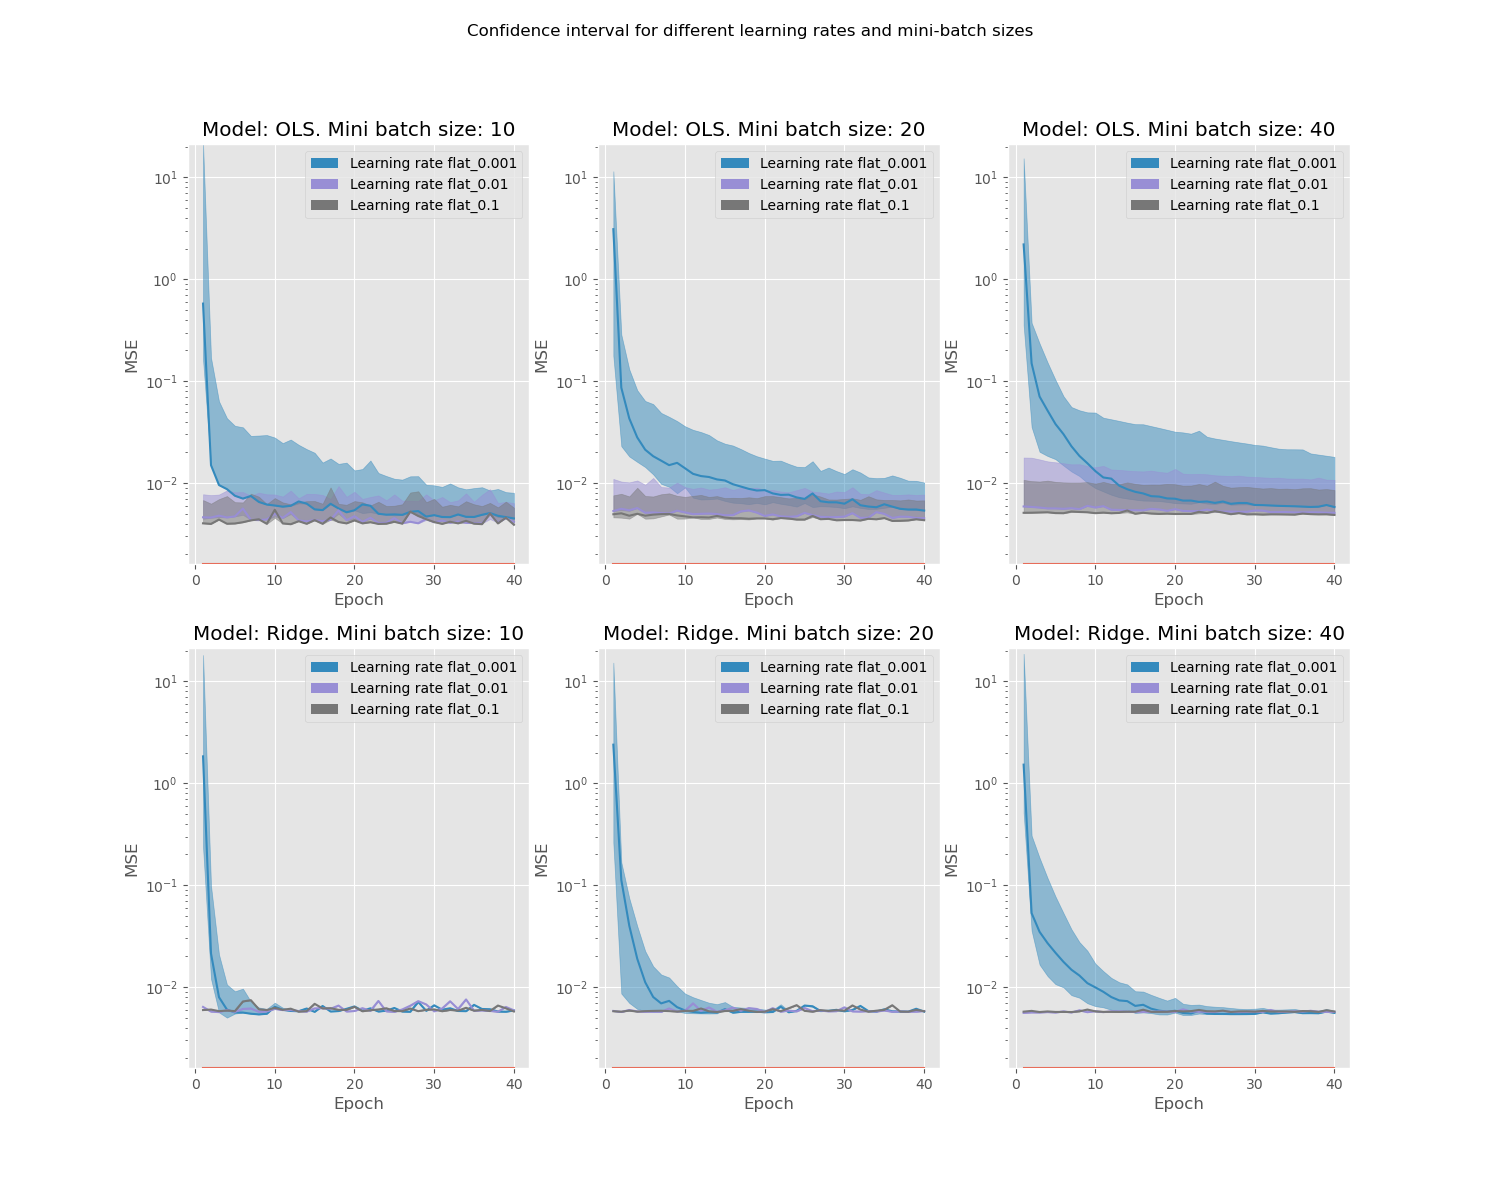 Confidence interval for different learning rates and mini-batch sizes
Model: OLS. Mini batch size: 10
Learning rate flat_0.001
Learning rate flat_0.01
Learning rate flat_0.1
10¹
10⁰
10⁻¹
10⁻²
MSE
0 10 20 30 40
Epoch
Model: OLS. Mini batch size: 20
Learning rate flat_0.001
Learning rate flat_0.01
Learning rate flat_0.1
10¹
10⁰
10⁻¹
10⁻²
MSE
0 10 20 30 40
Epoch
Model: OLS. Mini batch size: 40
Learning rate flat_0.001
Learning rate flat_0.01
Learning rate flat_0.1
10¹
10⁰
10⁻¹
10⁻²
MSE
0 10 20 30 40
Epoch
Model: Ridge. Mini batch size: 10
Learning rate flat_0.001
Learning rate flat_0.01
Learning rate flat_0.1
10¹
10⁰
10⁻¹
10⁻²
MSE
0 10 20 30 40
Epoch
Model: Ridge. Mini batch size: 20
Learning rate flat_0.001
Learning rate flat_0.01
Learning rate flat_0.1
10¹
10⁰
10⁻¹
10⁻²
MSE
0 10 20 30 40
Epoch
Model: Ridge. Mini batch size: 40
Learning rate flat_0.001
Learning rate flat_0.01
Learning rate flat_0.1
10¹
10⁰
10⁻¹
10⁻²
MSE
0 10 20 30 40
Epoch